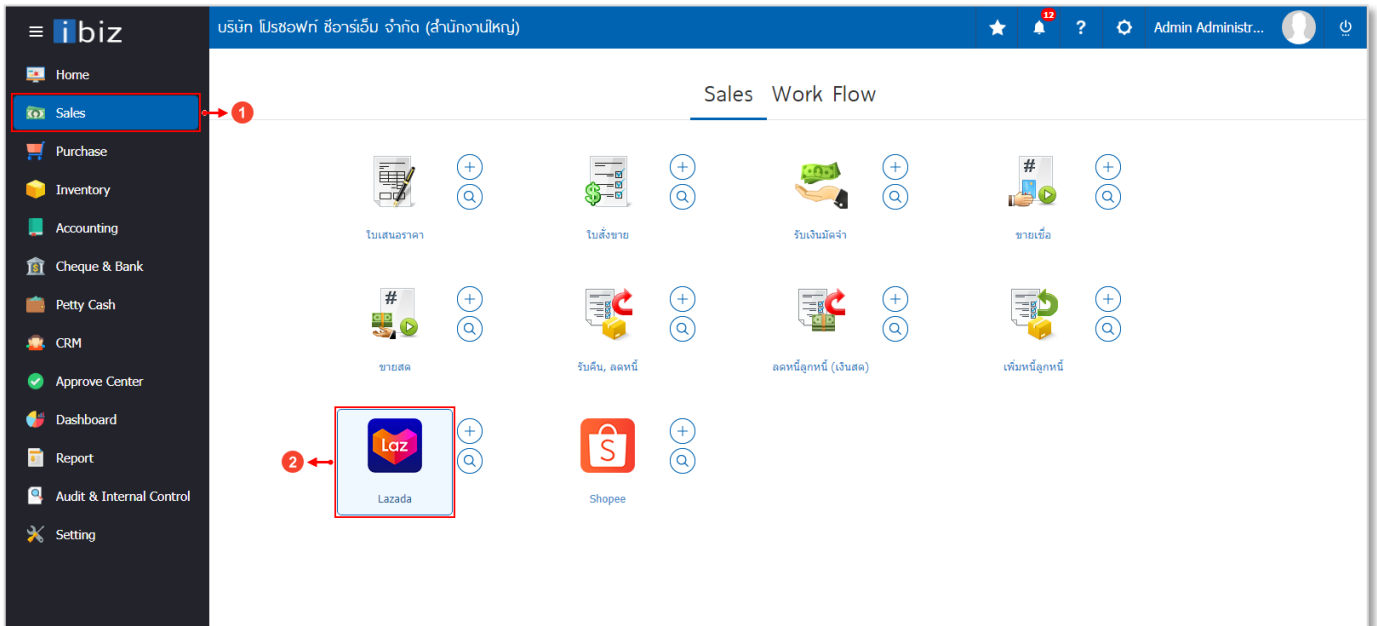 ibiz
บริษัท โปรซอฟท์ ซีอาร์เอ็ม จำกัด (สำนักงานใหญ่)
12
?
Admin Administr...
Home
Sales
1
Purchase
Inventory
Accounting
Cheque & Bank
Petty Cash
CRM
Approve Center
Dashboard
Report
Audit & Internal Control
Setting
Sales Work Flow
ใบเสนอราคา
ใบสั่งขาย
รับเงินมัดจำ
#
ขายเชื่อ
#
ขายสด
รับคืน, ลดหนี้
ลดหนี้ลูกหนี้ (เงินสด)
เพิ่มหนี้ลูกหนี้
2
Laz
Lazada
S
Shopee